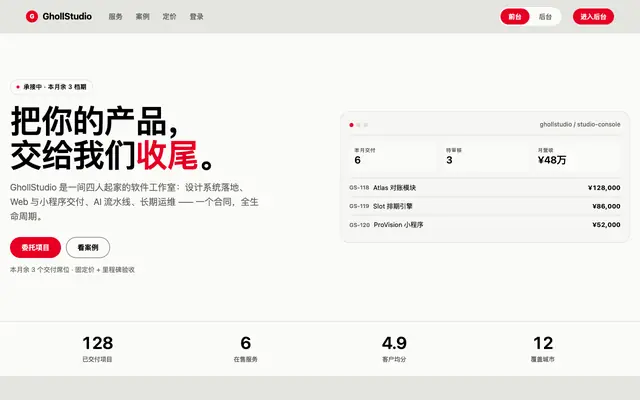 G GhollStudio 服务 案例 定价 登录 前台 后台 进入后台
承接中 · 本月余 3 档期
把你的产品，
交给我们收尾。
GhollStudio 是一间四人起家的软件工作室：设计系统落地、
Web 与小程序交付、AI 流水线、长期运维 —— 一个合同，全生
命周期。
委托项目 看案例
本月余 3 个交付席位 · 固定价 + 里程碑验收
ghollstudio / studio-console
本月交付 待审核 月营收
6 3 ¥48万
GS-118 Atlas 对账模块 ¥128,000
GS-119 Slot 排期引擎 ¥86,000
GS-120 ProVision 小程序 ¥52,000
128 6 4.9 12
已交付项目 在售服务 客户均分 覆盖城市